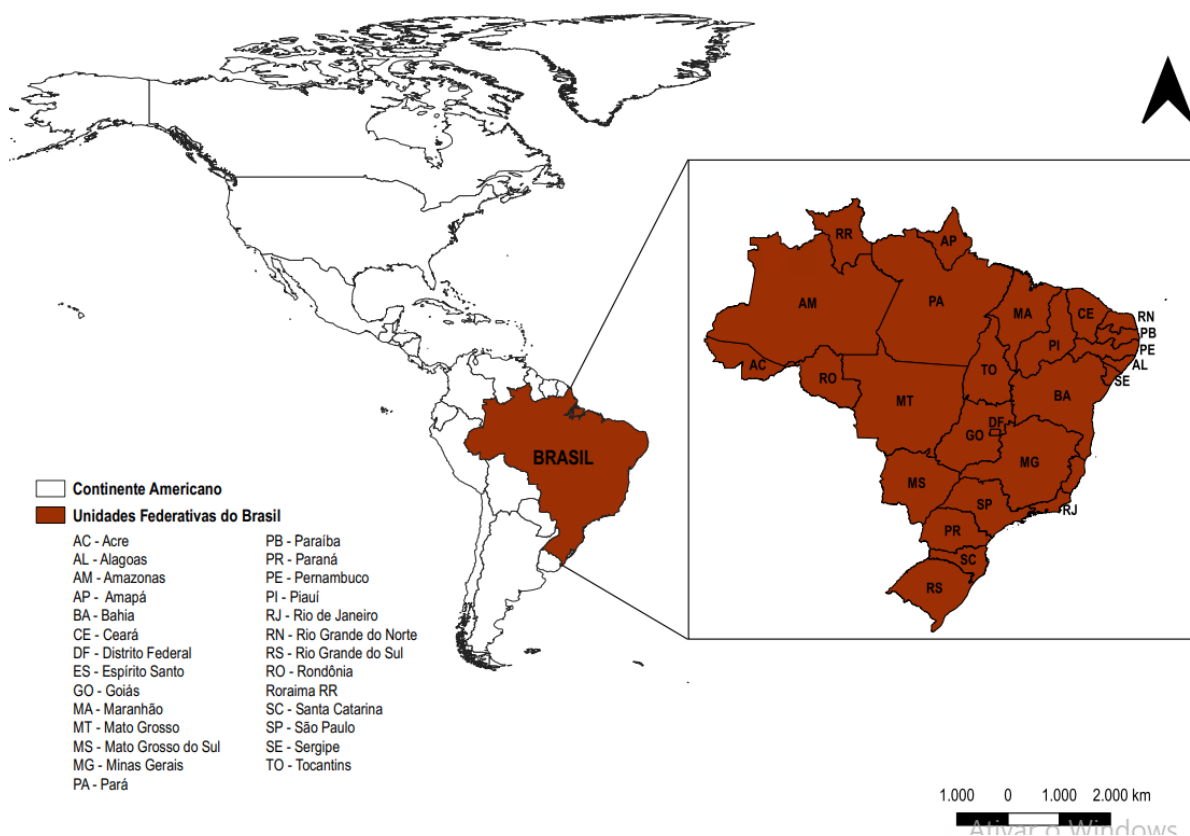 RR
AP
AM
PA
MA
CE
RN
PB
PI
PE
AL
AC
RO
TO
SE
MT
BA
DF
GO
BRASIL
MG
MS
SP
RJ
PR
SC
RS
Continente Americano
Unidades Federativas do Brasil
AC - Acre
AL - Alagoas
AM - Amazonas
AP - Amapá
BA - Bahia
CE - Ceará
DF - Distrito Federal
ES - Espírito Santo
GO - Goiás
MA - Maranhão
MT - Mato Grosso
MS - Mato Grosso do Sul
MG - Minas Gerais
PA - Pará
PB - Paraíba
PR - Paraná
PE - Pernambuco
PI - Piauí
RJ - Rio de Janeiro
RN - Rio Grande do Norte
RS - Rio Grande do Sul
RO - Rondônia
Roraima RR
SC - Santa Catarina
SP - São Paulo
SE - Sergipe
TO - Tocantins
1.000 0 1.000 2.000 km
Ativar o Windows